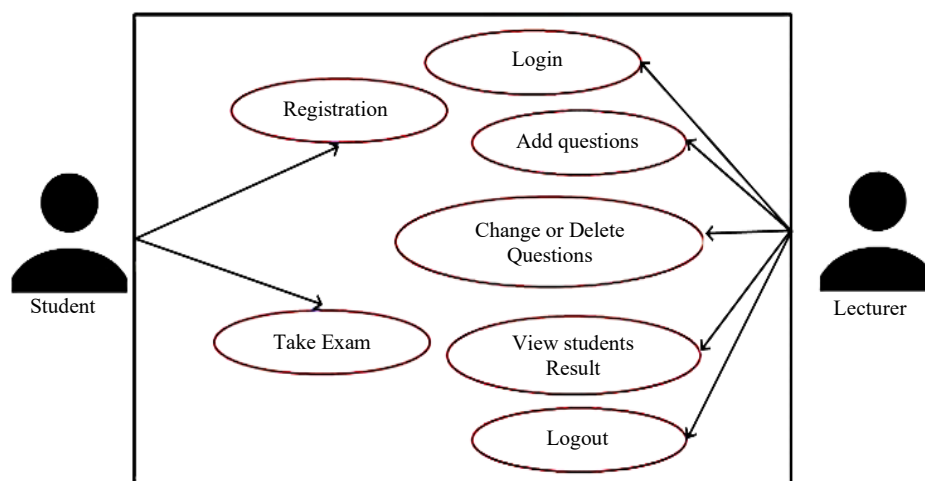 Login
Registration
Add questions
Change or Delete
Questions
Student
Lecturer
Take Exam
View students
Result
Logout